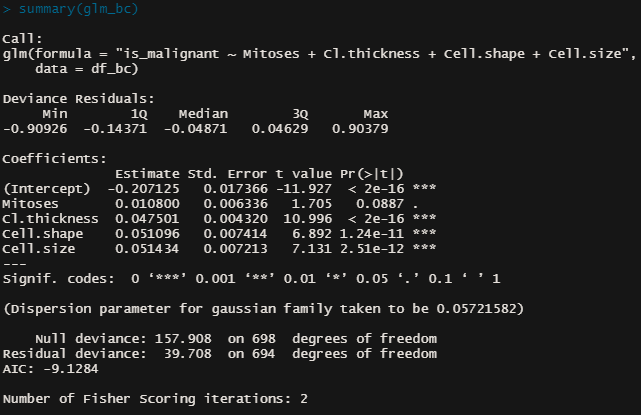 > summary(glm_bc)
Call:
glm(formula = "is_malignant ~ Mitoses + Cl.thickness + Cell.shape + Cell.size",
    data = df_bc)
Deviance Residuals:
     Min        1Q    Median        3Q       Max
-0.90926  -0.14371  -0.04871   0.04629   0.90379
Coefficients:
              Estimate Std. Error t value Pr(>|t|)
(Intercept)  -0.207125   0.017366 -11.927  < 2e-16 ***
Mitoses       0.010800   0.006336   1.705   0.0887 .
Cl.thickness  0.047501   0.004320  10.996  < 2e-16 ***
Cell.shape    0.051096   0.007414   6.892 1.24e-11 ***
Cell.size     0.051434   0.007213   7.131 2.51e-12 ***
---
Signif. codes:  0 ‘***’ 0.001 ‘**’ 0.01 ‘*’ 0.05 ‘.’ 0.1 ‘ ’ 1
(Dispersion parameter for gaussian family taken to be 0.05721582)
    Null deviance: 157.908  on 698  degrees of freedom
Residual deviance:  39.708  on 694  degrees of freedom
AIC: -9.1284
Number of Fisher Scoring iterations: 2